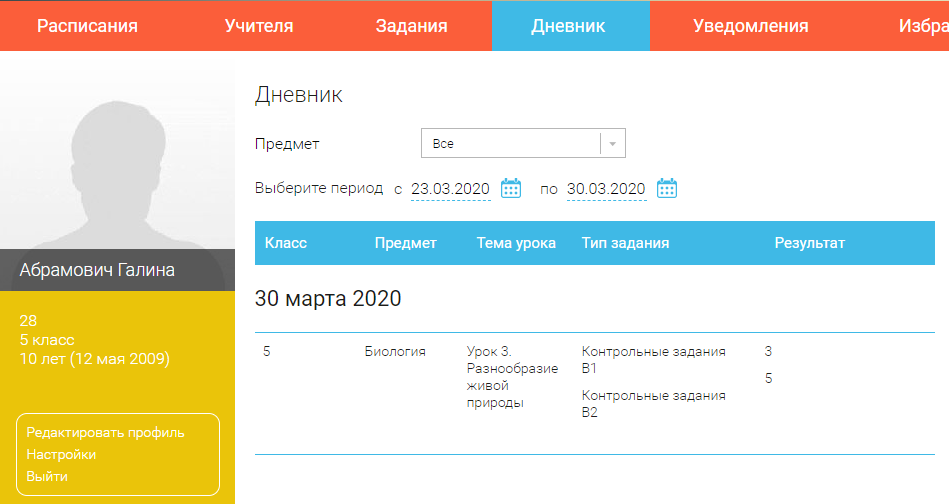 Расписания Учителя Задания Дневник Уведомления Избра
Дневник
Предмет Все
Выберите период с 23.03.2020 по 30.03.2020
Класс Предмет Тема урока Тип задания Результат
30 марта 2020
5 Биология Урок 3. Контрольные задания 3
Разнообразие В1
живой 5
природы Контрольные задания
В2
Абрамович Галина
28
5 класс
10 лет (12 мая 2009)
Редактировать профиль
Настройки
Выйти